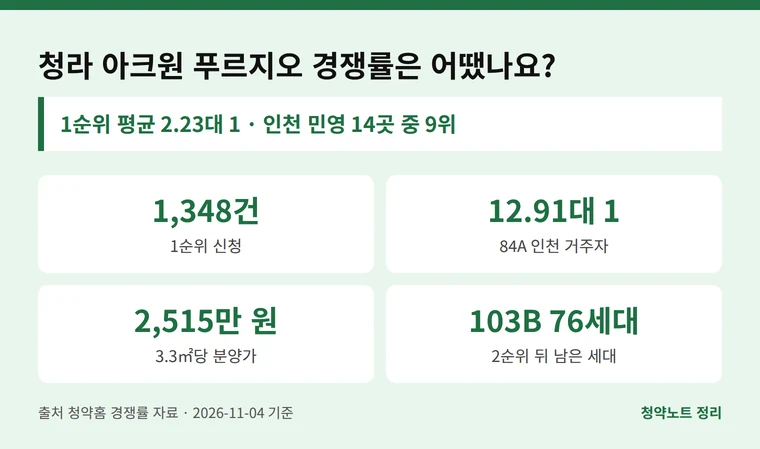 청라 아크원 푸르지오 경쟁률은 어땠나요?
1순위 평균 2.23대 1 · 인천 민영 14곳 중 9위
1,348건
1순위 신청
12.91대 1
84A 인천 거주자
2,515만 원
3.3㎡당 분양가
103B 76세대
2순위 뒤 남은 세대
출처 청약홈 경쟁률 자료 · 2026-11-04 기준
청약노트 정리